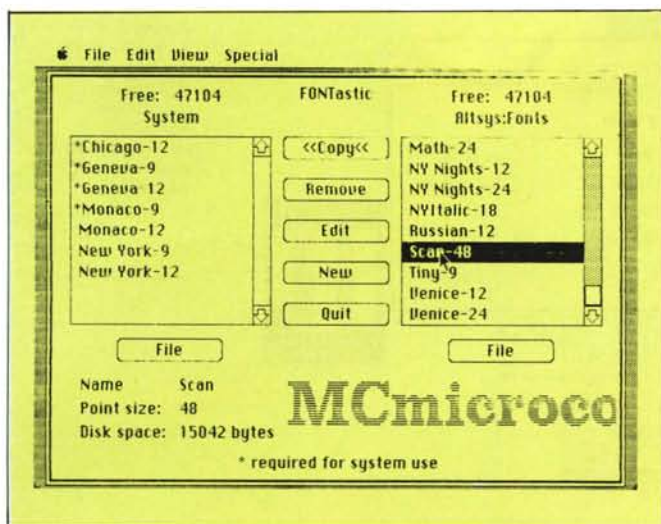 File Edit View Special
FONTastic
Free: 47104
System
*Chicago-12
*Geneva-9
*Geneva 12
*Monaco-9
Monaco-12
New York-9
New York-12
File
<<Copy<<
Remove
Edit
New
Quit
Free: 47104
Altsys:Fonts
Math-24
NY Nights-12
NY Nights-24
NYItalic-18
Russian-12
Scan-48
Tiny-9
Venice-12
Venice-24
File
Name Scan
Point size: 48
Disk space: 15042 bytes
MCmicroco
* required for system use